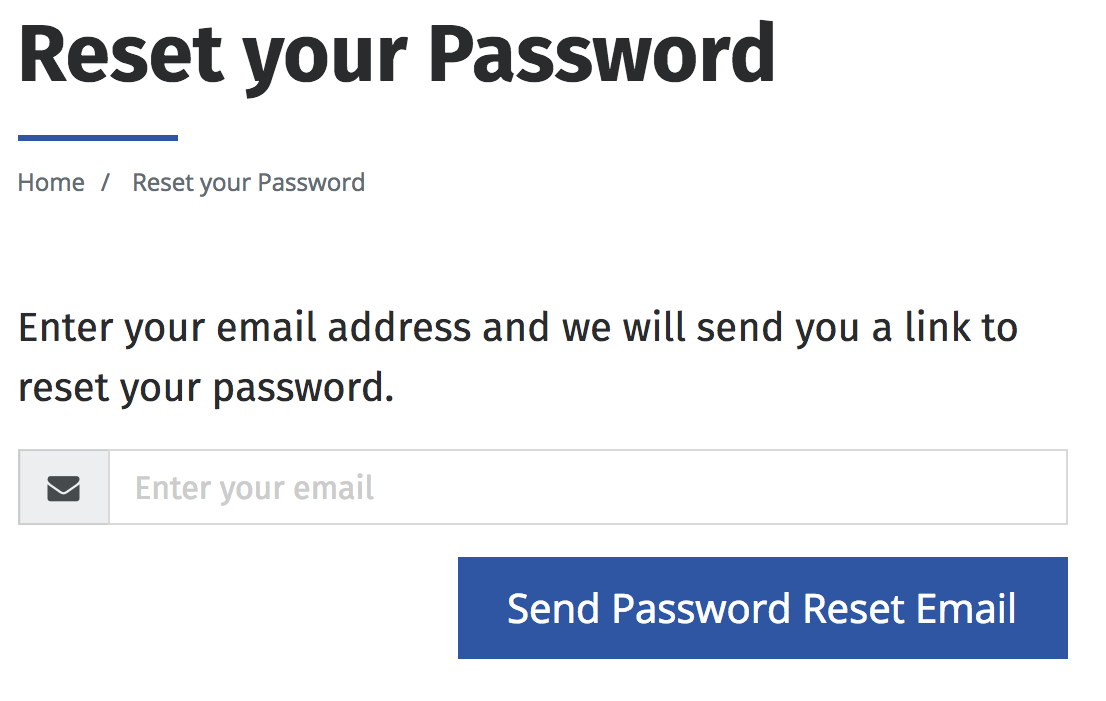 Reset your Password
Home / Reset your Password
Enter your email address and we will send you a link to
reset your password.
Enter your email
Send Password Reset Email